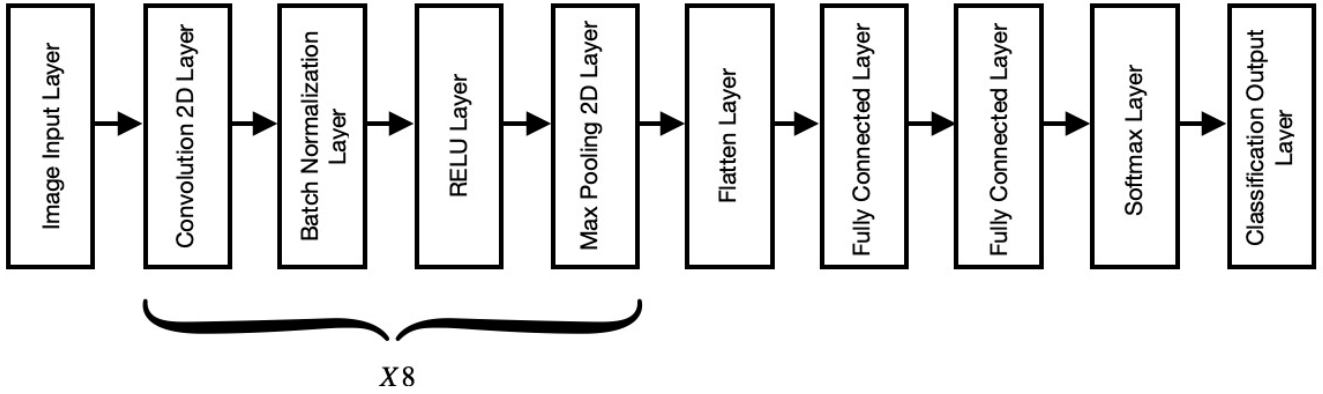 Image Input Layer
Convolution 2D Layer
Batch Normalization
Layer
RELU Layer
Max Pooling 2D Layer
Flatten Layer
Fully Connected Layer
Fully Connected Layer
Softmax Layer
Classification Output
Layer
X8